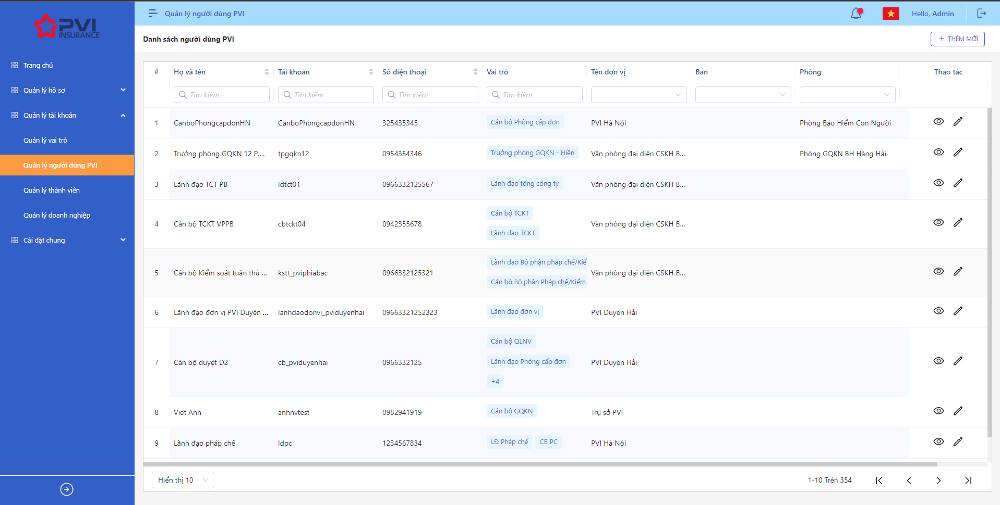 PVI
INSURANCE
Trang chủ
Quản lý hồ sơ
Quản lý tài khoản
Quản lý vai trò
Quản lý người dùng PVI
Quản lý thành viên
Quản lý doanh nghiệp
Cài đặt chung
Quản lý người dùng PVI
Hello, Admin
Danh sách người dùng PVI
+ THÊM MỚI
# Họ và tên Tài khoản Số điện thoại Vai trò Tên đơn vị Ban Phòng Thao tác
Tìm kiếm Tìm kiếm Tìm kiếm Tìm kiếm
1 CanboPhongcapdonHN CanboPhongcapdonHN 325435345 Cán bộ Phòng cấp đơn PVI Hà Nội Phòng Bảo Hiểm Con Người
2 Trưởng phòng GQKN 12 P.... tpgqkn12 0954354346 Trưởng phòng GQKN - Hiền Văn phòng đại diện CSKH B... Phòng GQKN BH Hàng Hải
3 Lãnh đạo TCT PB ldtct01 0966332125567 Lãnh đạo tổng công ty Văn phòng đại diện CSKH B...
4 Cán bộ TCKT VPPB cbtckt04 0942355678 Cán bộ TCKT Văn phòng đại diện CSKH B...
Lãnh đạo TCKT
5 Cán bộ Kiểm soát tuân thủ ... kstt_pviphiabac 0966332125321 Lãnh đạo Bộ phận pháp chế/Kiể Văn phòng đại diện CSKH B...
Cán bộ Bộ phận Pháp chế/Kiểm
6 Lãnh đạo đơn vị PVI Duyên ... lanhdaodonvi_pviduyenhai 09663321252323 Lãnh đạo đơn vị PVI Duyên Hải
7 Cán bộ duyệt D2 cb_pviduyenhai 0966332125 Cán bộ QLNV PVI Duyên Hải
Lãnh đạo Phòng cấp đơn
+4
8 Viet Anh anhnvtest 0982941919 Cán bộ GQKN Trụ sở PVI
9 Lãnh đạo pháp chế ldpc 1234567834 LĐ Pháp chế CB PC PVI Hà Nội
Hiển thị 10
1-10 Trên 354